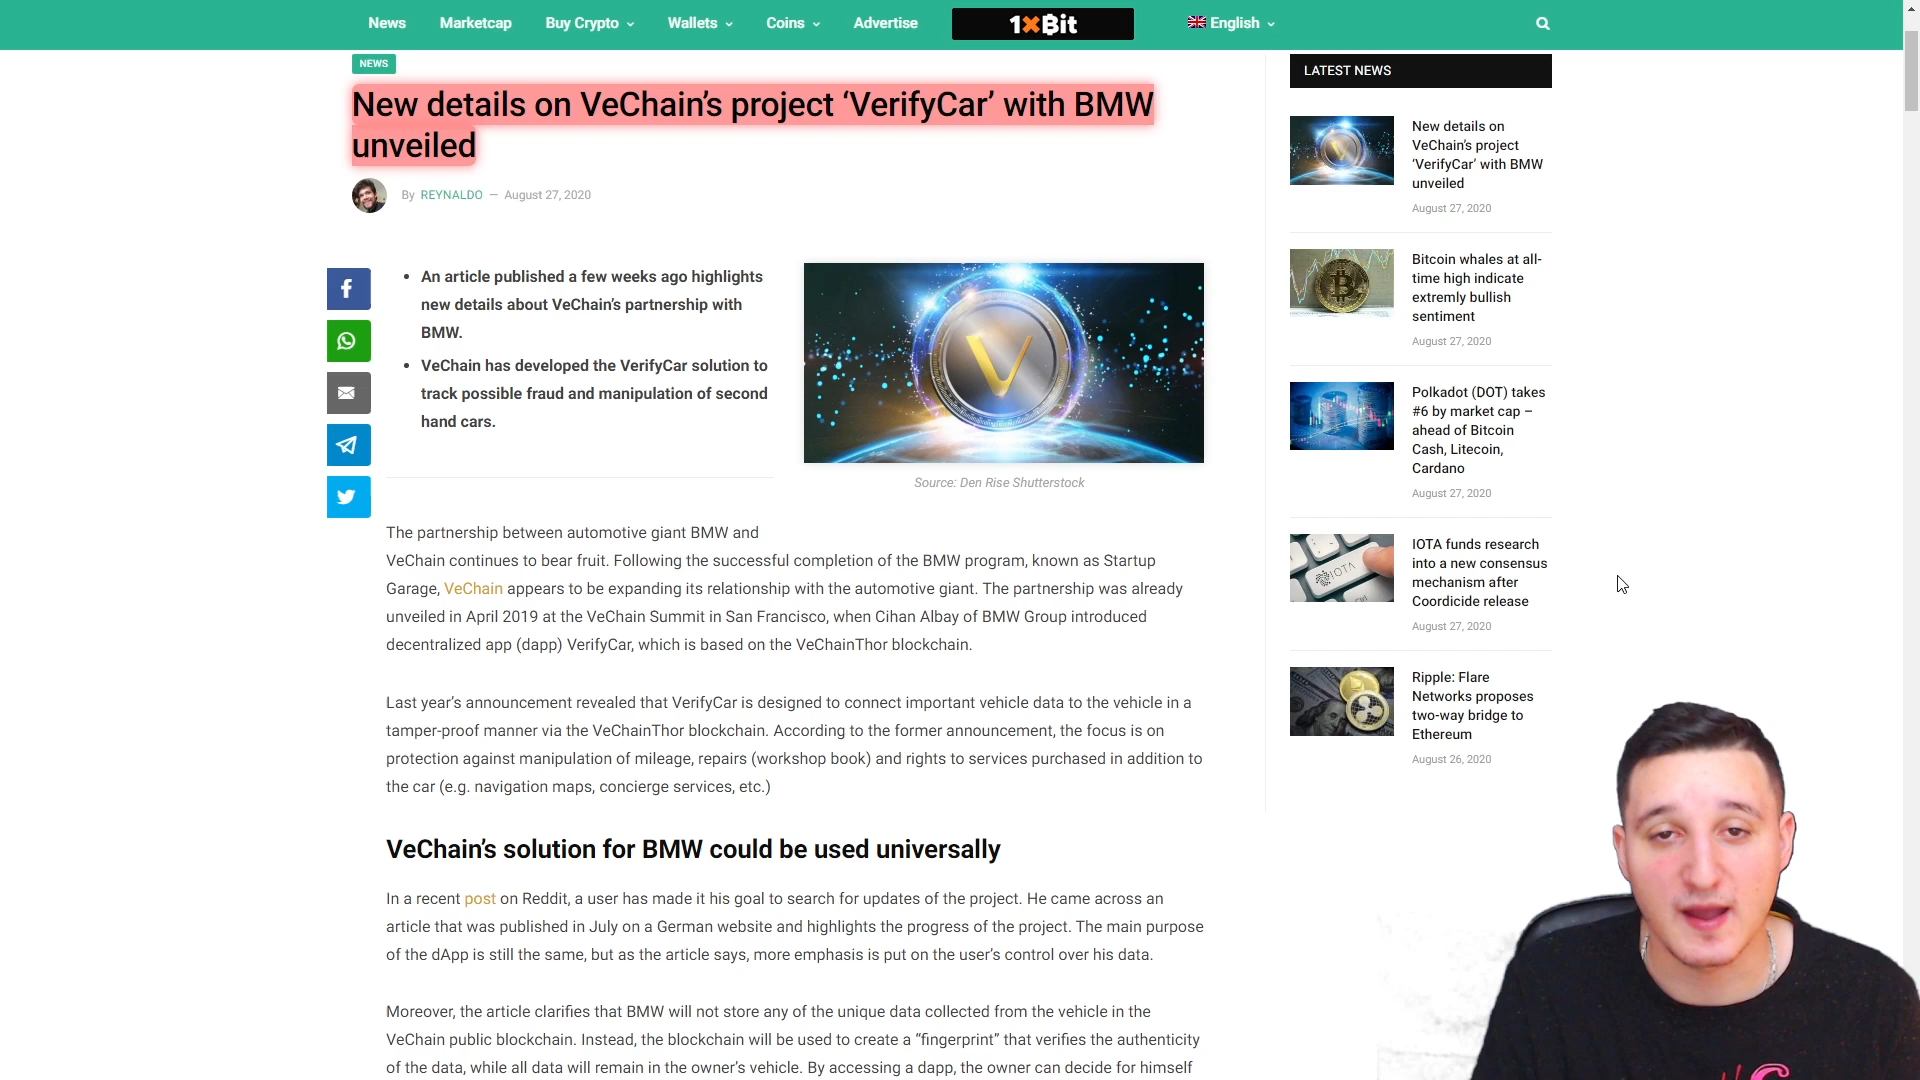 News Marketcap Buy Crypto Wallets Coins Advertise 1xBit English
NEWS
New details on VeChain’s project ‘VerifyCar’ with BMW
unveiled
By REYNALDO — August 27, 2020
• An article published a few weeks ago highlights
new details about VeChain’s partnership with
BMW.
• VeChain has developed the VerifyCar solution to
track possible fraud and manipulation of second
hand cars.
Source: Den Rise Shutterstock
The partnership between automotive giant BMW and
VeChain continues to bear fruit. Following the successful completion of the BMW program, known as Startup
Garage, VeChain appears to be expanding its relationship with the automotive giant. The partnership was already
unveiled in April 2019 at the VeChain Summit in San Francisco, when Cihan Albay of BMW Group introduced
decentralized app (dapp) VerifyCar, which is based on the VeChainThor blockchain.
Last year’s announcement revealed that VerifyCar is designed to connect important vehicle data to the vehicle in a
tamper-proof manner via the VeChainThor blockchain. According to the former announcement, the focus is on
protection against manipulation of mileage, repairs (workshop book) and rights to services purchased in addition to
the car (e.g. navigation maps, concierge services, etc.)
VeChain’s solution for BMW could be used universally
In a recent post on Reddit, a user has made it his goal to search for updates of the project. He came across an
article that was published in July on a German website and highlights the progress of the project. The main purpose
of the dApp is still the same, but as the article says, more emphasis is put on the user’s control over his data.
Moreover, the article clarifies that BMW will not store any of the unique data collected from the vehicle in the
VeChain public blockchain. Instead, the blockchain will be used to create a “fingerprint” that verifies the authenticity
of the data, while all data will remain in the owner’s vehicle. By accessing a dapp, the owner can decide for himself
LATEST NEWS
New details on
VeChain’s project
‘VerifyCar’ with BMW
unveiled
August 27, 2020
Bitcoin whales at all-
time high indicate
extremly bullish
sentiment
August 27, 2020
Polkadot (DOT) takes
#6 by market cap –
ahead of Bitcoin
Cash, Litecoin,
Cardano
August 27, 2020
IOTA
IOTA funds research
into a new consensus
mechanism after
Coordicide release
August 27, 2020
Ripple: Flare
Networks proposes
two-way bridge to
Ethereum
August 26, 2020